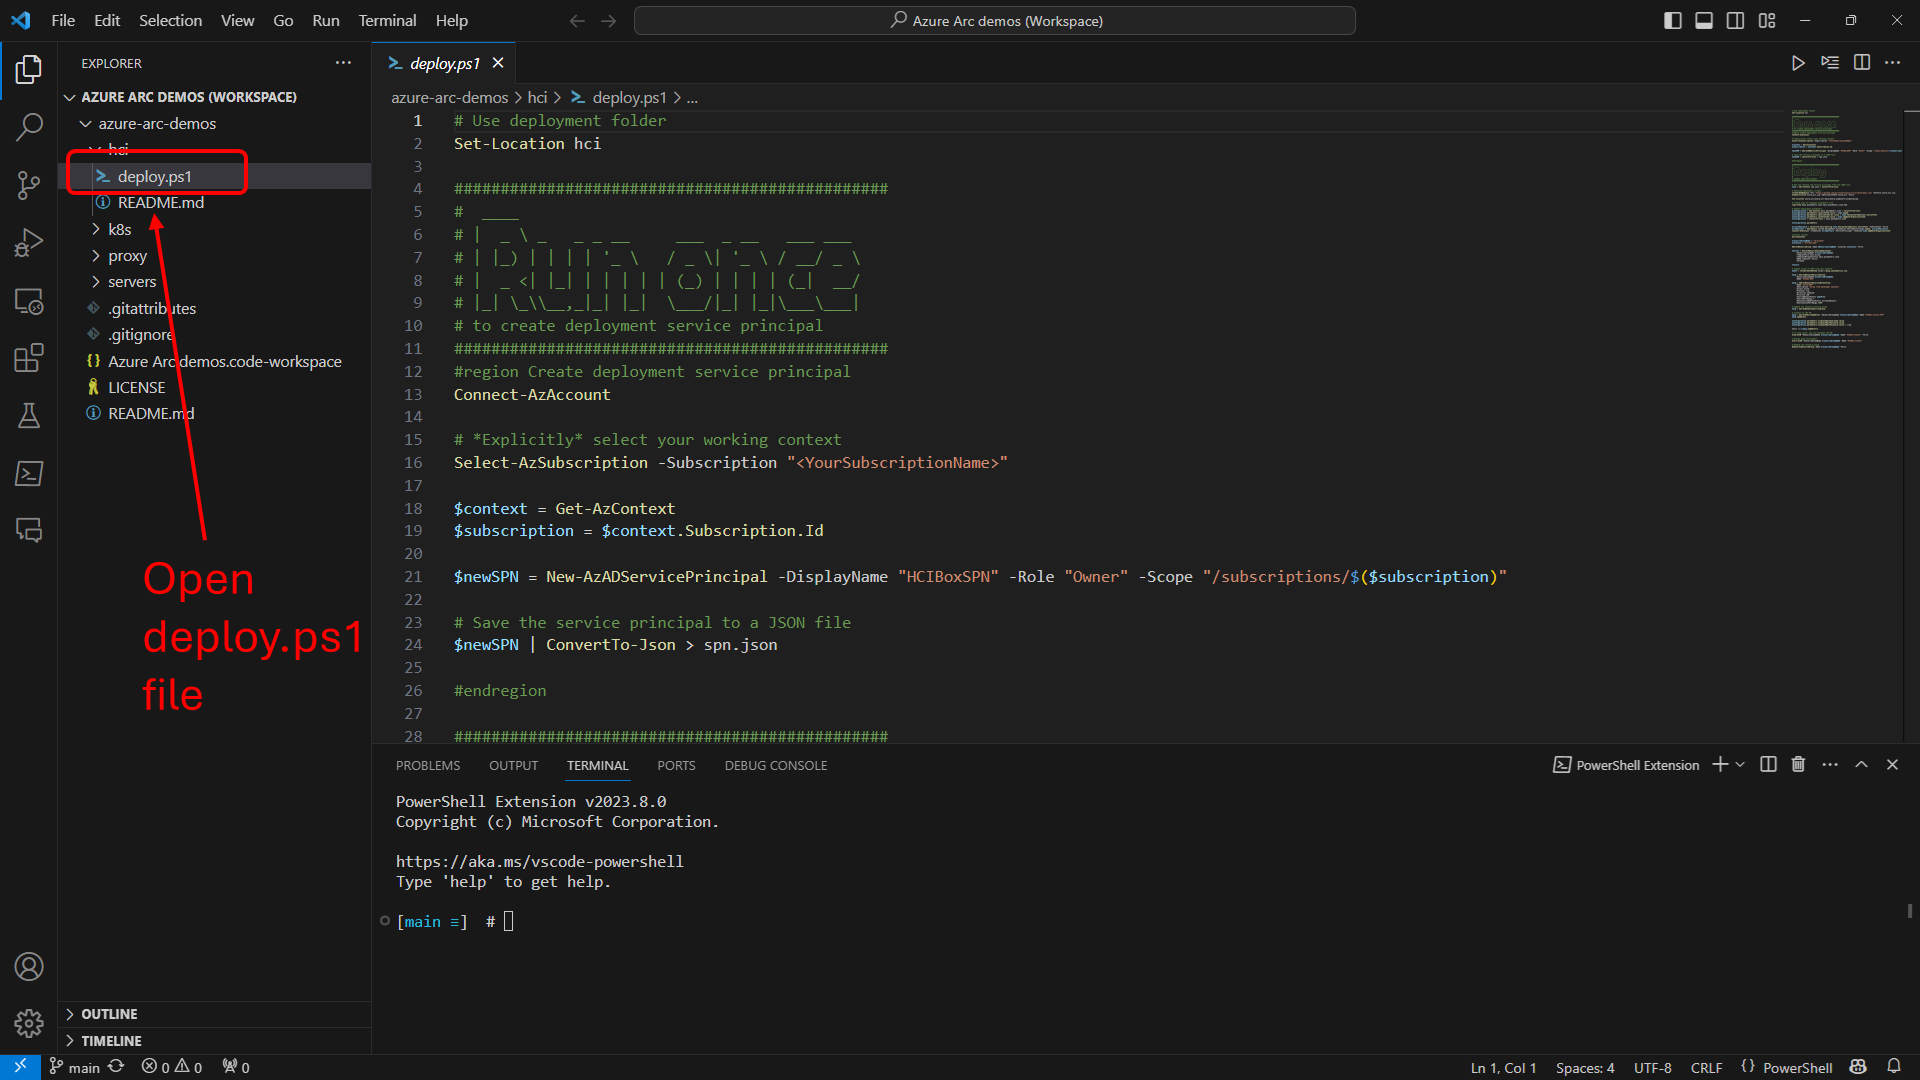 File Edit Selection View Go Run Terminal Help
Azure Arc demos (Workspace)
EXPLORER
AZURE ARC DEMOS (WORKSPACE)
azure-arc-demos
hci
deploy.ps1
README.md
k8s
proxy
servers
.gitattributes
.gitignore
Azure Arc demos.code-workspace
LICENSE
README.md
Open
deploy.ps1
file
OUTLINE
TIMELINE
deploy.ps1
azure-arc-demos > hci > deploy.ps1 > ...
1 # Use deployment folder
2 Set-Location hci
3
4 ###############################################
5 #  ____
6 # |  _ \ _   _ _ __     ___  _ __   ___ ___
7 # | |_) | | | | '_ \   / _ \| '_ \ / __/ _ \
8 # |  _ <| |_| | | | | | (_) | | | | (_|  __/
9 # |_| \_\\__,_|_| |_|  \___/|_| |_|\___\___|
10 # to create deployment service principal
11 ###############################################
12 #region Create deployment service principal
13 Connect-AzAccount
14
15 # *Explicitly* select your working context
16 Select-AzSubscription -Subscription "<YourSubscriptionName>"
17
18 $context = Get-AzContext
19 $subscription = $context.Subscription.Id
20
21 $newSPN = New-AzADServicePrincipal -DisplayName "HCIBoxSPN" -Role "Owner" -Scope "/subscriptions/$($subscription)"
22
23 # Save the service principal to a JSON file
24 $newSPN | ConvertTo-Json > spn.json
25
26 #endregion
27
28 ###############################################
PROBLEMS OUTPUT TERMINAL PORTS DEBUG CONSOLE
PowerShell Extension
PowerShell Extension v2023.8.0
Copyright (c) Microsoft Corporation.
https://aka.ms/vscode-powershell
Type 'help' to get help.
[main ≡]  #
main 0 0 0
Ln 1, Col 1 Spaces: 4 UTF-8 CRLF {} PowerShell